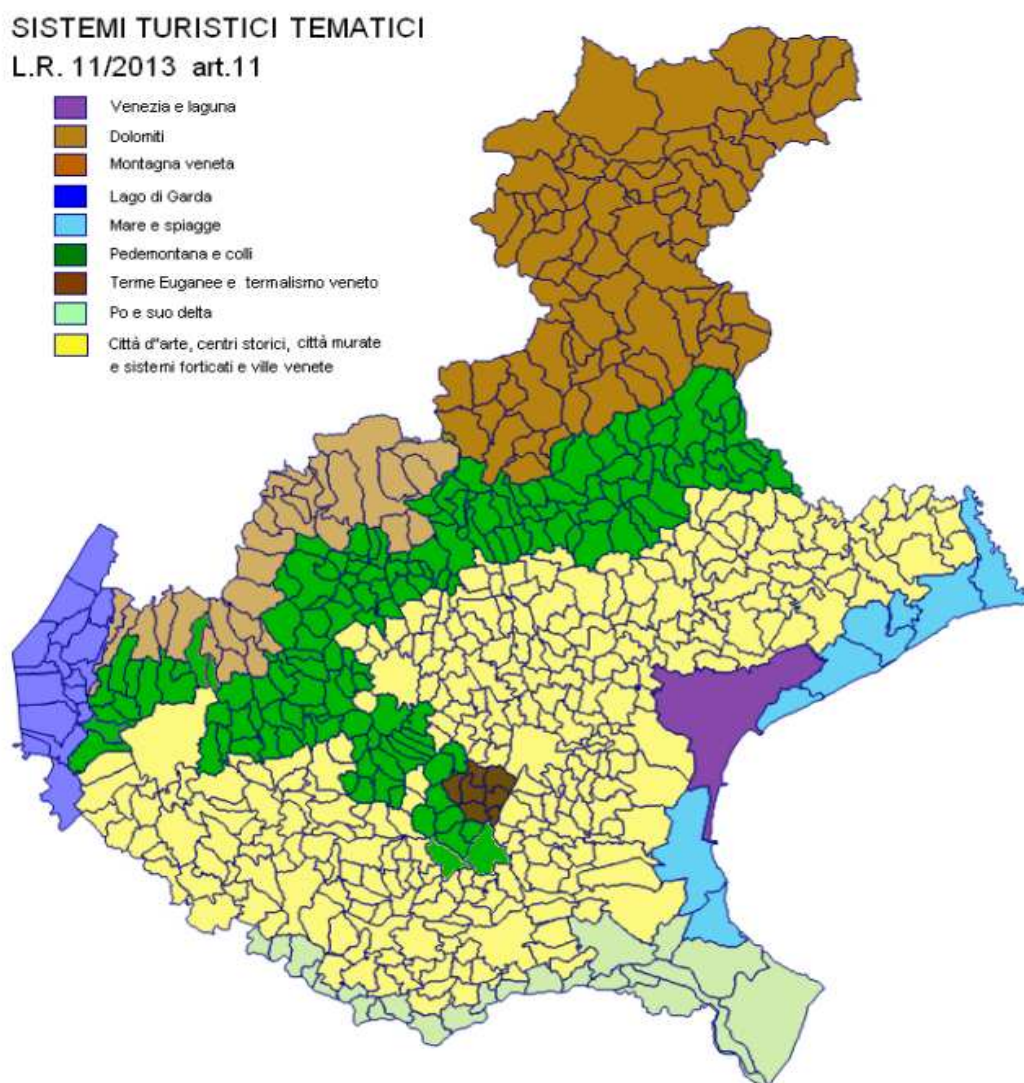 SISTEMI TURISTICI TEMATICI
L.R. 11/2013 art.11
Venezia e laguna
Dolomiti
Montagna veneta
Lago di Garda
Mare e spiagge
Pedemontana e colli
Terme Euganee e termalismo veneto
Po e suo delta
Città d"arte, centri storici, città murate
e sistemi forticati e ville venete